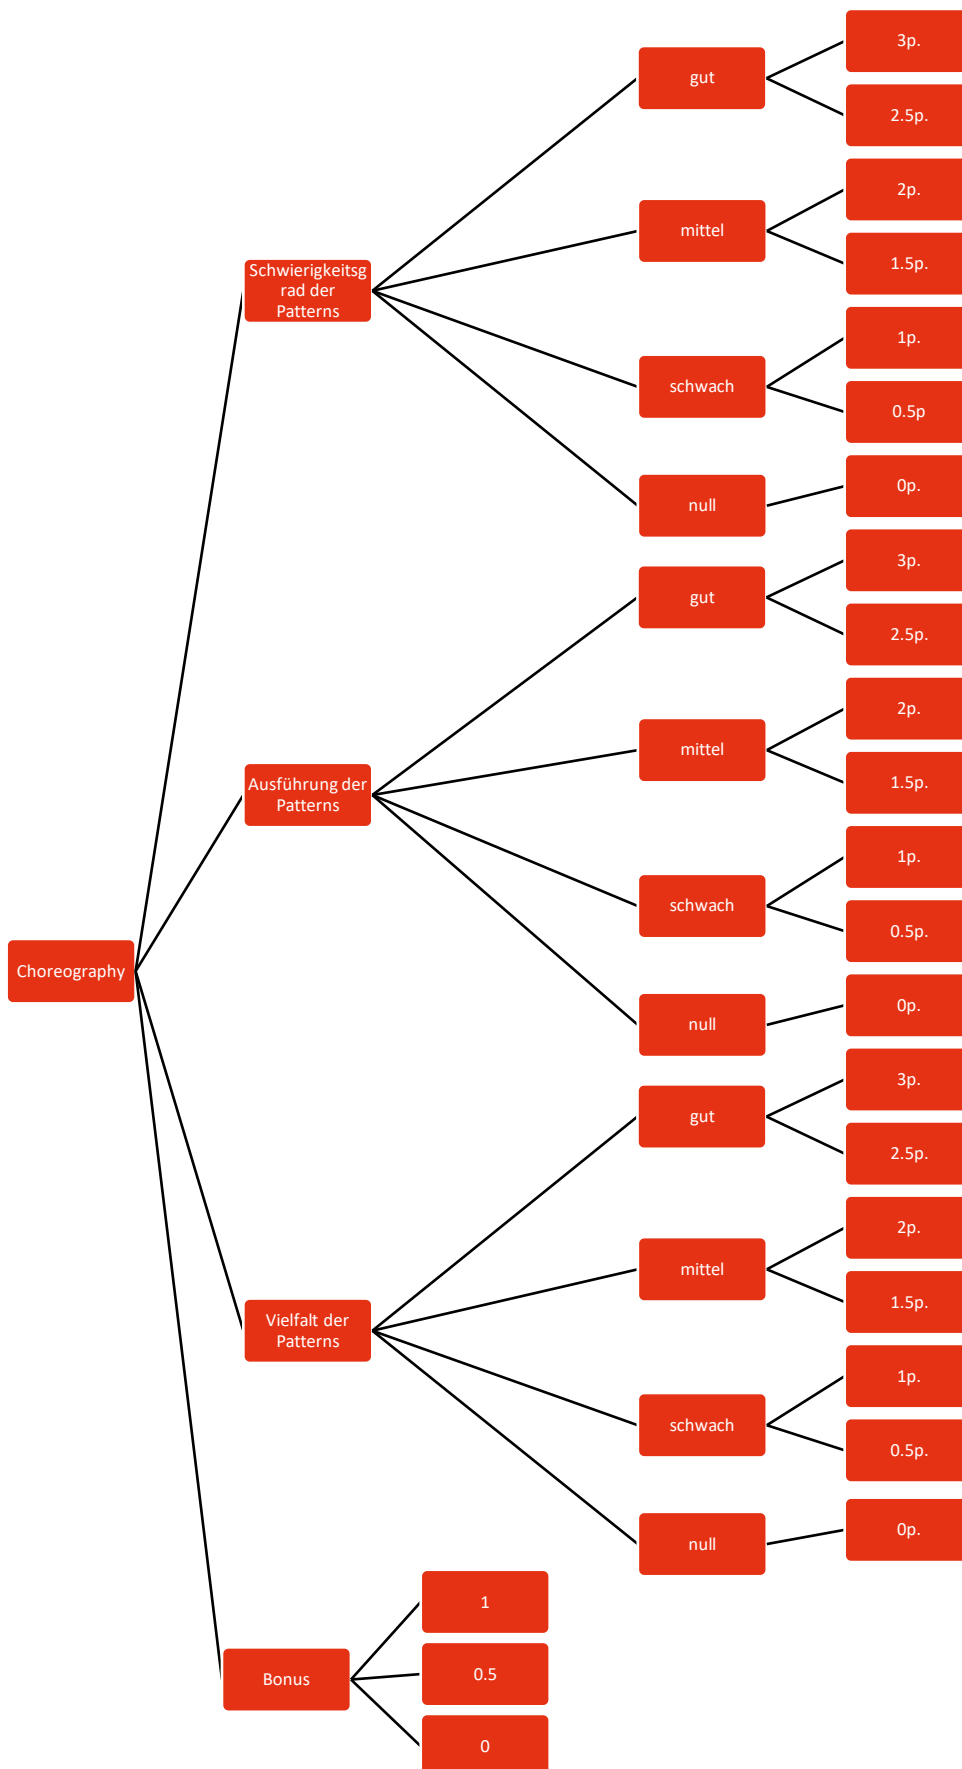 Choreography
Schwierigkeitsg
rad der
Patterns
gut
3p.
2.5p.
mittel
2p.
1.5p.
schwach
1p.
0.5p
null
0p.
Ausführung der
Patterns
gut
3p.
2.5p.
mittel
2p.
1.5p.
schwach
1p.
0.5p.
null
0p.
Vielfalt der
Patterns
gut
3p.
2.5p.
mittel
2p.
1.5p.
schwach
1p.
0.5p.
null
0p.
Bonus
1
0.5
0